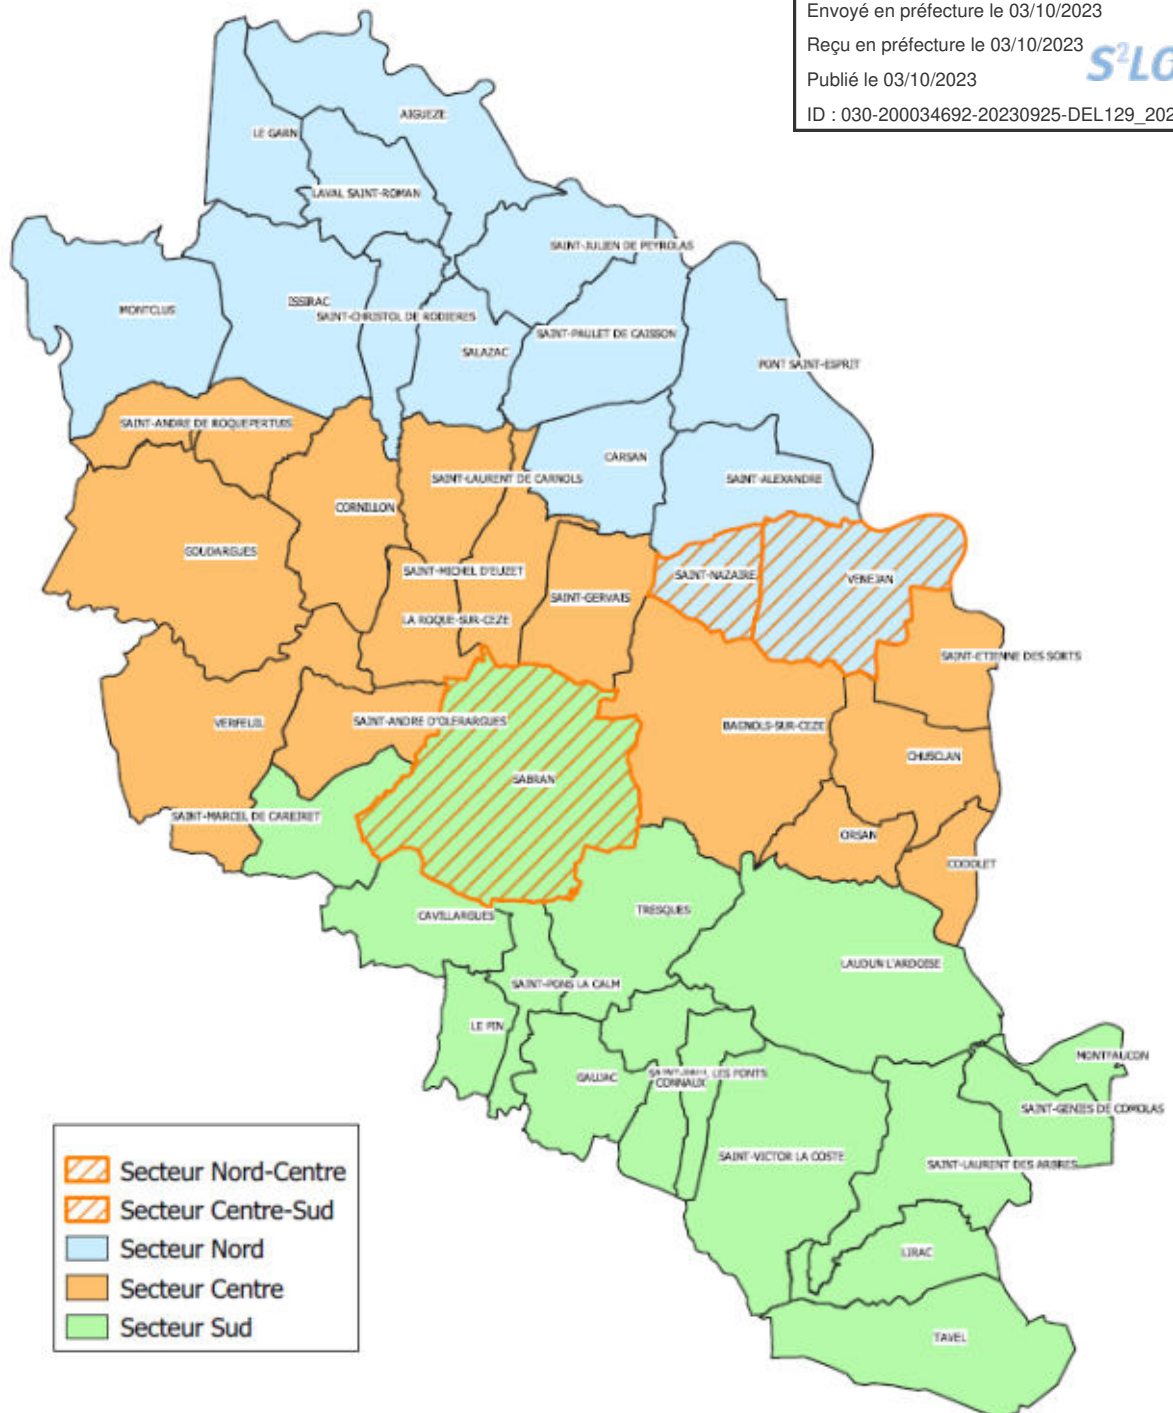 Envoyé en préfecture le 03/10/2023
Reçu en préfecture le 03/10/2023
S²LO
Publié le 03/10/2023
ID : 030-200034692-20230925-DEL129_202
AIGUEZE
LE GARN
LAVAL SAINT-ROMAN
SAINT-JULIEN DE PEYROLAS
ISSIRAC
MONTCLUS
SAINT-CHRISTOL DE RODIERES
SAINT-PAULET DE CAISSON
SALAZAC
PONT SAINT-ESPRIT
SAINT-ANDRE DE ROQUEPERTUIS
CARSAN
SAINT-LAURENT DE CARNOLS
SAINT-ALEXANDRE
CORNILLON
GOUDARGUES
SAINT-MICHEL D'EUZET
SAINT-NAZAIRE
VENEJAN
SAINT-GERVAIS
LA ROQUE-SUR-CEZE
SAINT-ETIENNE DES SORTS
VERFEUIL
SAINT-ANDRE D'OLERARGUES
BAGNOLS-SUR-CEZE
CHUSCLAN
SABRAN
SAINT-MARCEL DE CAREIRET
ORSAN
CODOLET
TRESQUES
CAVILLARGUES
LAUDUN L'ARDOISE
SAINT-PONS LA CALM
LE PIN
MONTFAUCON
GAUJAC
SAINT-PAUL LES FONTS
CONNAUX
SAINT-GENIES DE COMOLAS
SAINT-VICTOR LA COSTE
SAINT-LAURENT DES ARBRES
LIRAC
TAVEL
Secteur Nord-Centre
Secteur Centre-Sud
Secteur Nord
Secteur Centre
Secteur Sud